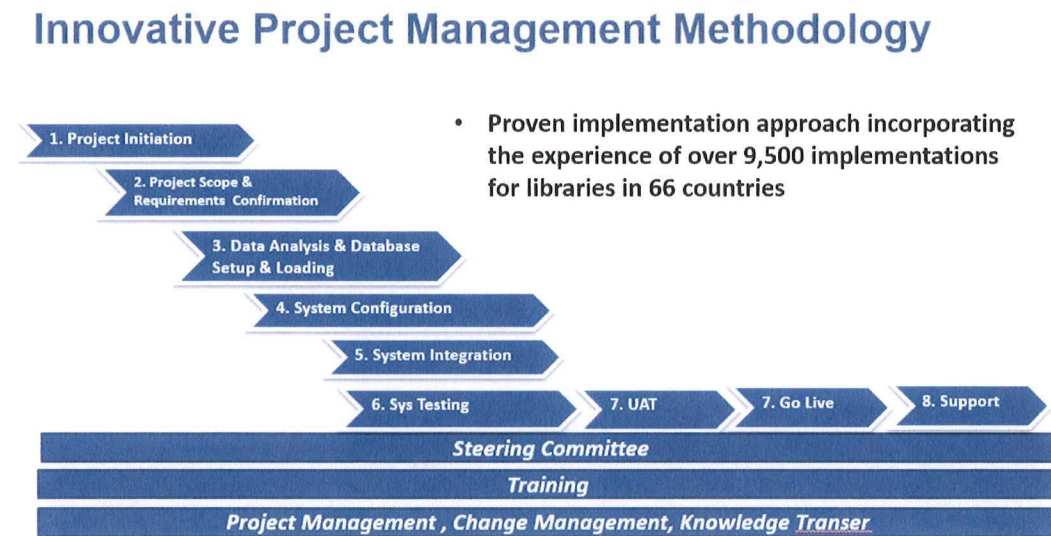 Innovative Project Management Methodology
1. Project Initiation
• Proven implementation approach incorporating
the experience of over 9,500 implementations
for libraries in 66 countries
2. Project Scope &
Requirements Confirmation
3. Data Analysis & Database
Setup & Loading
4. System Configuration
5. System Integration
6. Sys Testing
7. UAT
7. Go Live
8. Support
Steering Committee
Training
Project Management , Change Management, Knowledge Transer